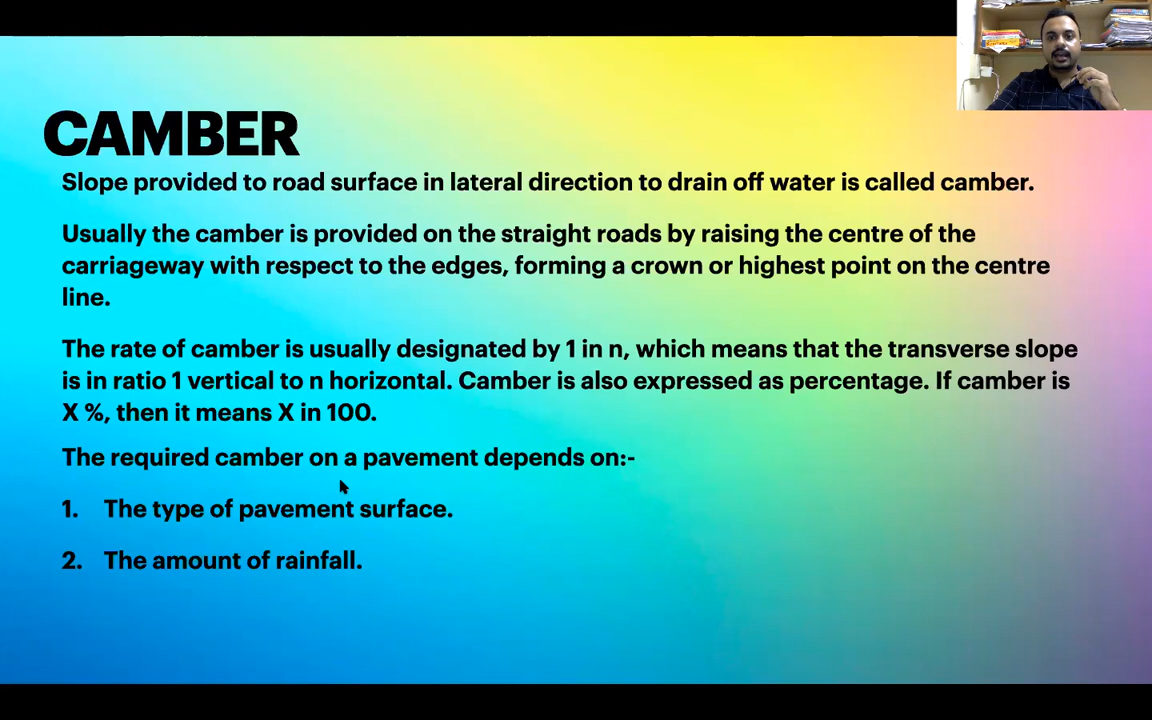 CAMBER
Slope provided to road surface in lateral direction to drain off water is called camber.
Usually the camber is provided on the straight roads by raising the centre of the
carriageway with respect to the edges, forming a crown or highest point on the centre
line.
The rate of camber is usually designated by 1 in n, which means that the transverse slope
is in ratio 1 vertical to n horizontal. Camber is also expressed as percentage. If camber is
X %, then it means X in 100.
The required camber on a pavement depends on:-
1. The type of pavement surface.
2. The amount of rainfall.